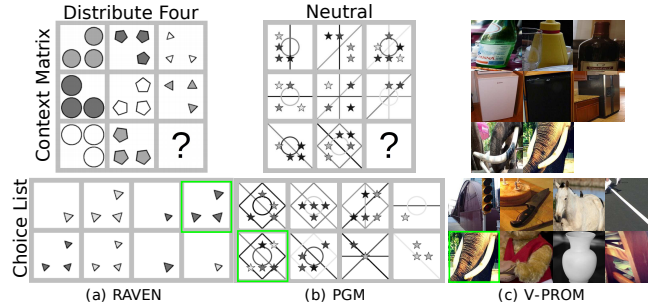 Distribute Four
Neutral
Context Matrix
?
?
Choice List
(a) RAVEN
(b) PGM
(c) V-PROM